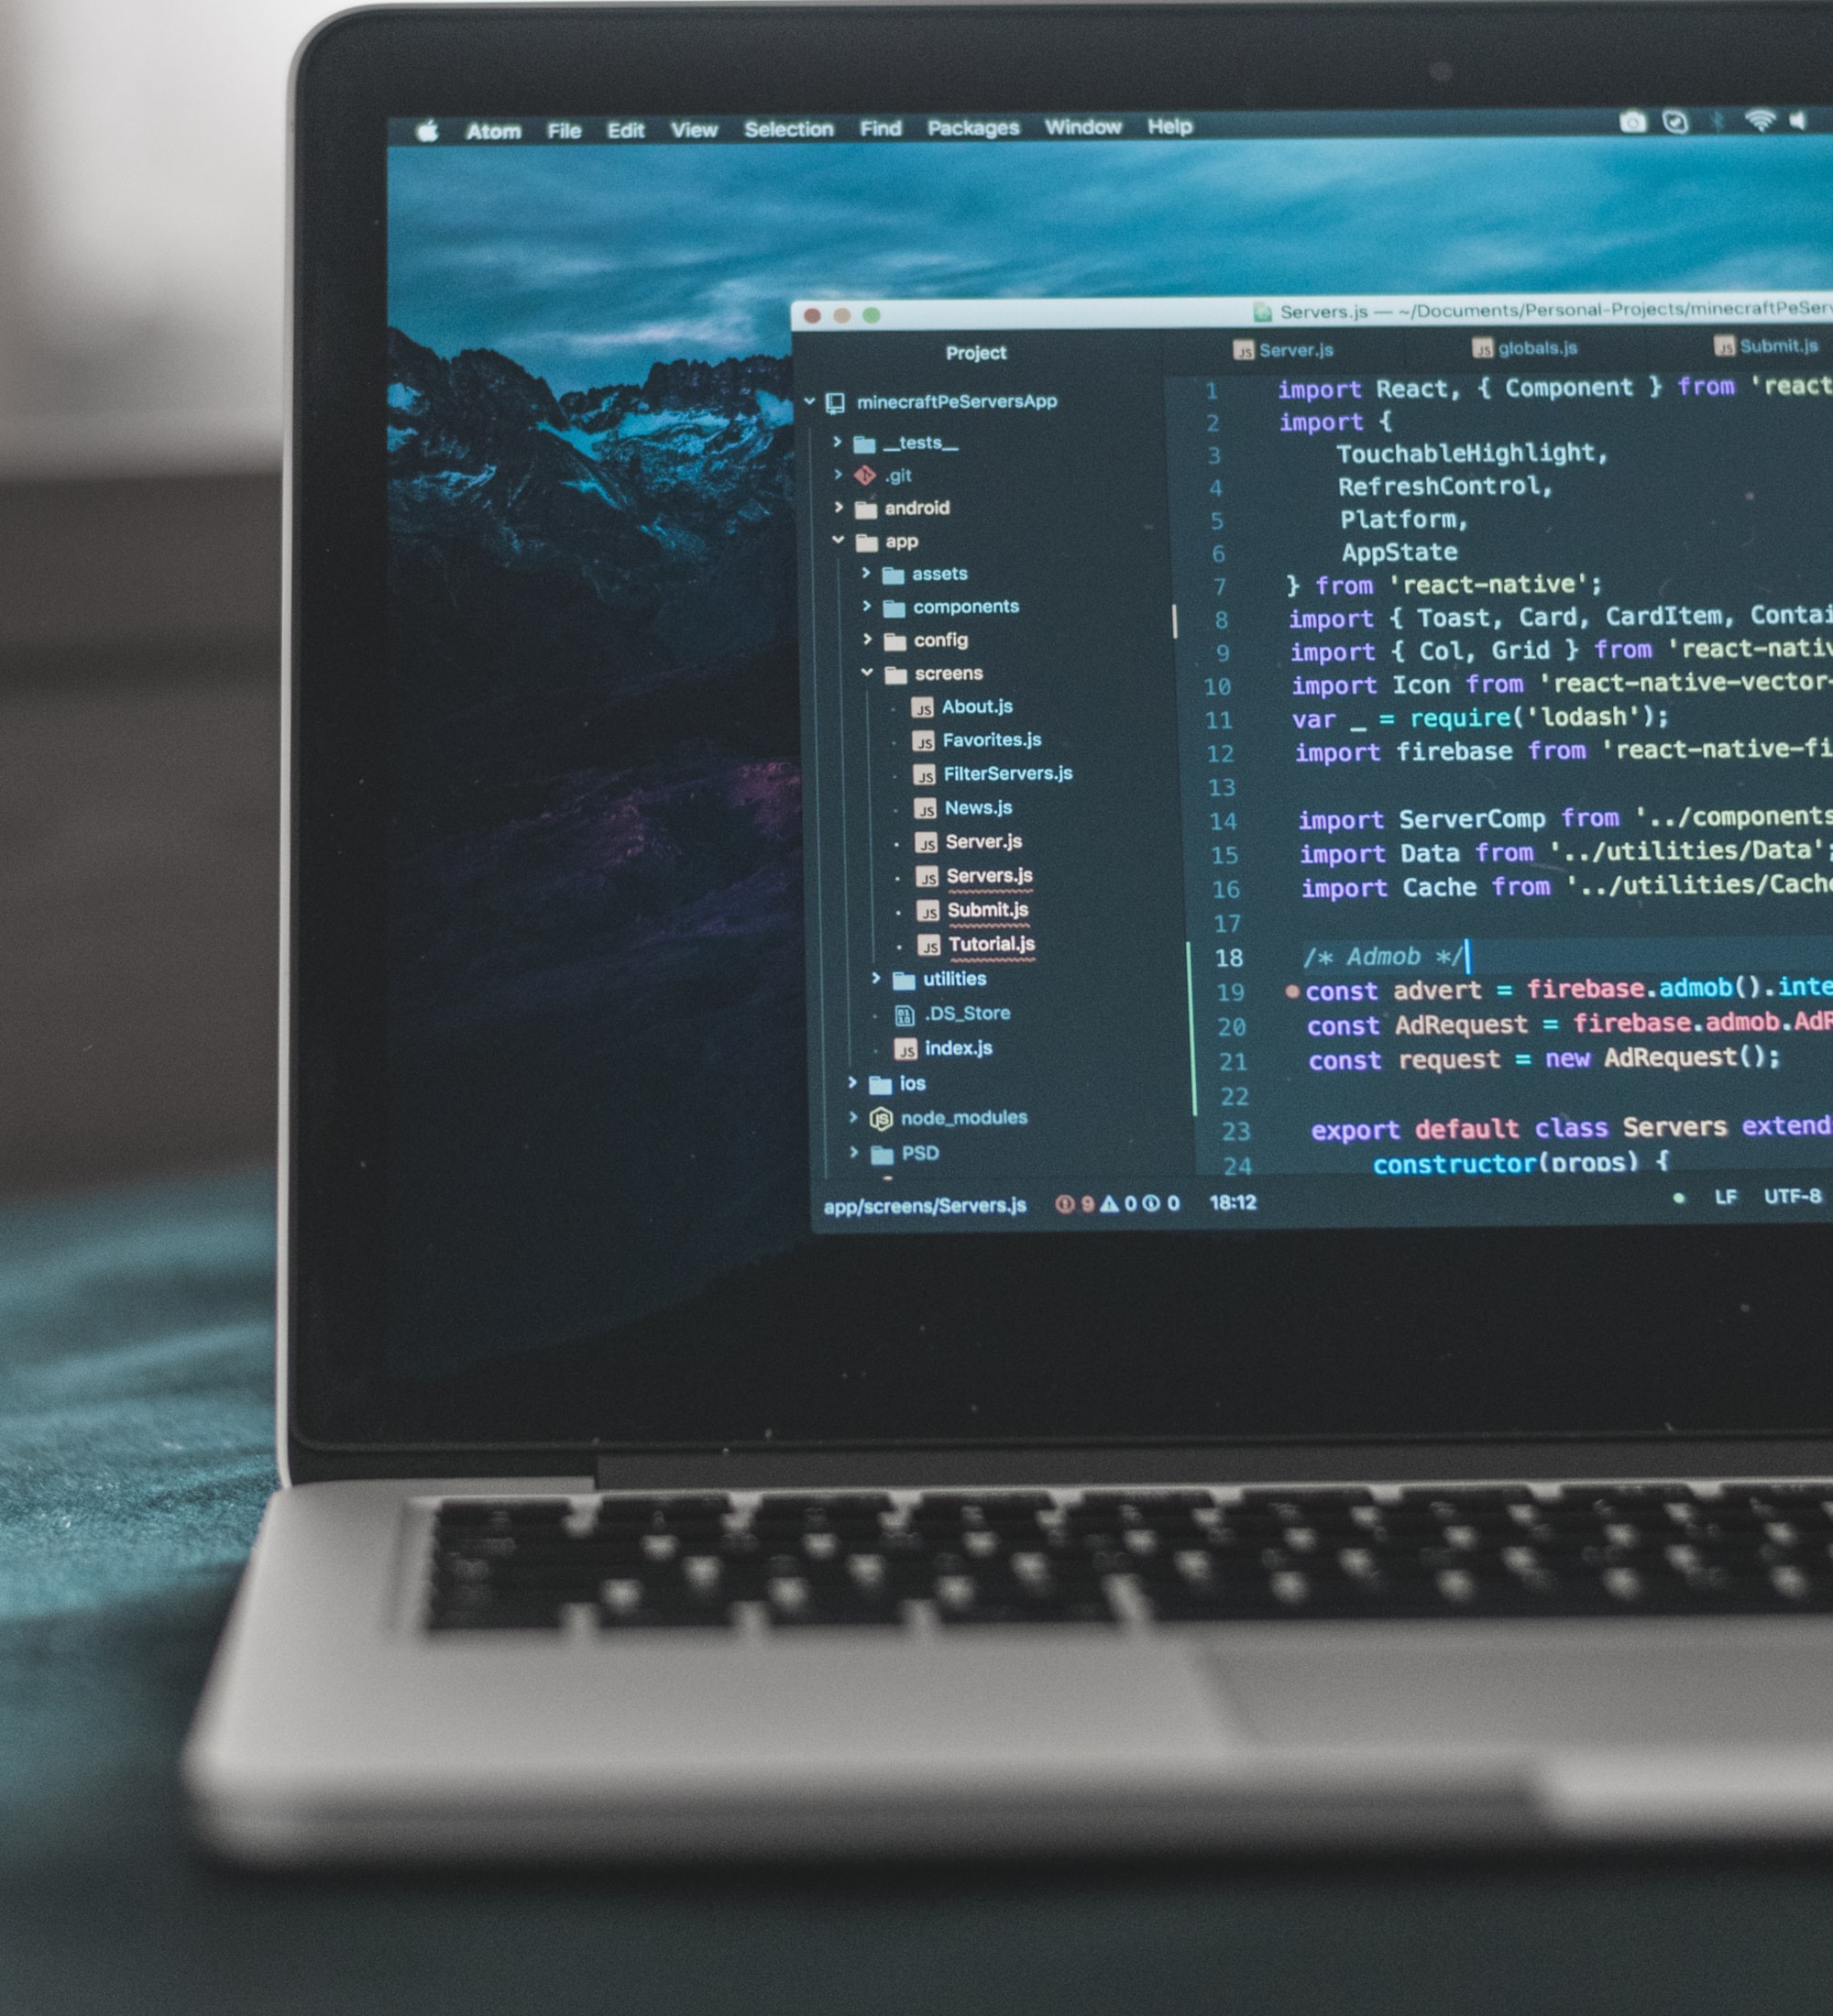 Atom File Edit View Selection Find Packages Window Help
Servers.js — ~/Documents/Personal-Projects/minecraftPeServ
Project
Server.js globals.js Submit.js
minecraftPeServersApp
__tests__
.git
android
app
assets
components
config
screens
About.js
Favorites.js
FilterServers.js
News.js
Server.js
Servers.js
Submit.js
Tutorial.js
utilities
.DS_Store
index.js
ios
node_modules
PSD
1 import React, { Component } from 'react
2 import {
3 TouchableHighlight,
4 RefreshControl,
5 Platform,
6 AppState
7 } from 'react-native';
8 import { Toast, Card, CardItem, Contai
9 import { Col, Grid } from 'react-nativ
10 import Icon from 'react-native-vector-
11 var _ = require('lodash');
12 import firebase from 'react-native-fi
13
14 import ServerComp from '../components
15 import Data from '../utilities/Data';
16 import Cache from '../utilities/Cache
17
18 /* Admob */
19 const advert = firebase.admob().inte
20 const AdRequest = firebase.admob.AdR
21 const request = new AdRequest();
22
23 export default class Servers extend
24 constructor(props) {
app/screens/Servers.js 9 0 0 18:12 LF UTF-8